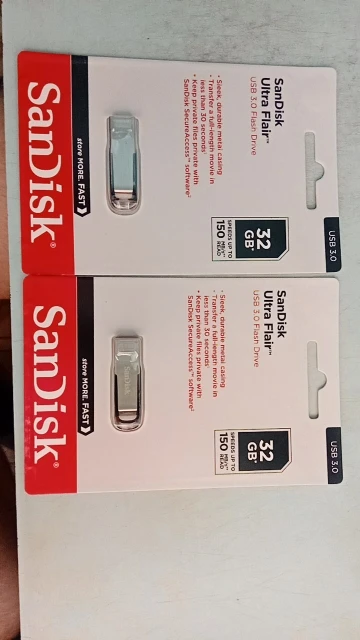 USB 3.0
SanDisk
Ultra Flair™
USB 3.0 Flash Drive
• Sleek, durable metal casing
• Transfer a full-length movie in
less than 30 seconds¹
• Keep private files private with
SanDisk SecureAccess™ software²
32
GB*
SPEEDS UP TO
150 MB/s**
READ
store MORE. FAST
SanDisk®
USB 3.0
SanDisk
Ultra Flair™
USB 3.0 Flash Drive
• Sleek, durable metal casing
• Transfer a full-length movie in
less than 30 seconds¹
• Keep private files private with
SanDisk SecureAccess™ software²
32
GB*
SPEEDS UP TO
150 MB/s**
READ
store MORE. FAST
SanDisk®